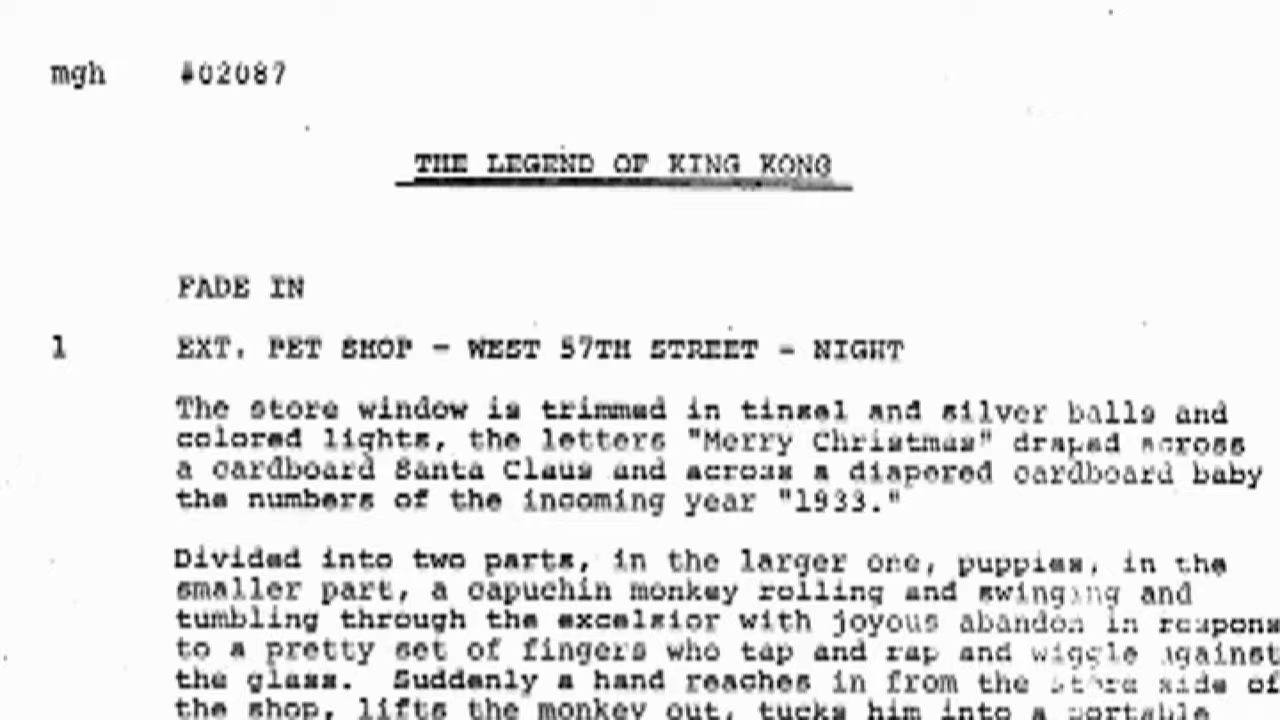 mgh #02087
THE LEGEND OF KING KONG
FADE IN
1 EXT. PET SHOP - WEST 57TH STREET - NIGHT
The store window is trimmed in tinsel and silver balls and
colored lights, the letters "Merry Christmas" draped across
a cardboard Santa Claus and across a diapered cardboard baby
the numbers of the incoming year "1933."
Divided into two parts, in the larger one, puppies, in the
smaller part, a capuchin monkey rolling and swinging and
tumbling through the excelsior with joyous abandon in respons
to a pretty set of fingers who tap and rap and wiggle against
the glass. Suddenly a hand reaches in from the store side of
the shop, lifts the monkey out, tucks him into a portable